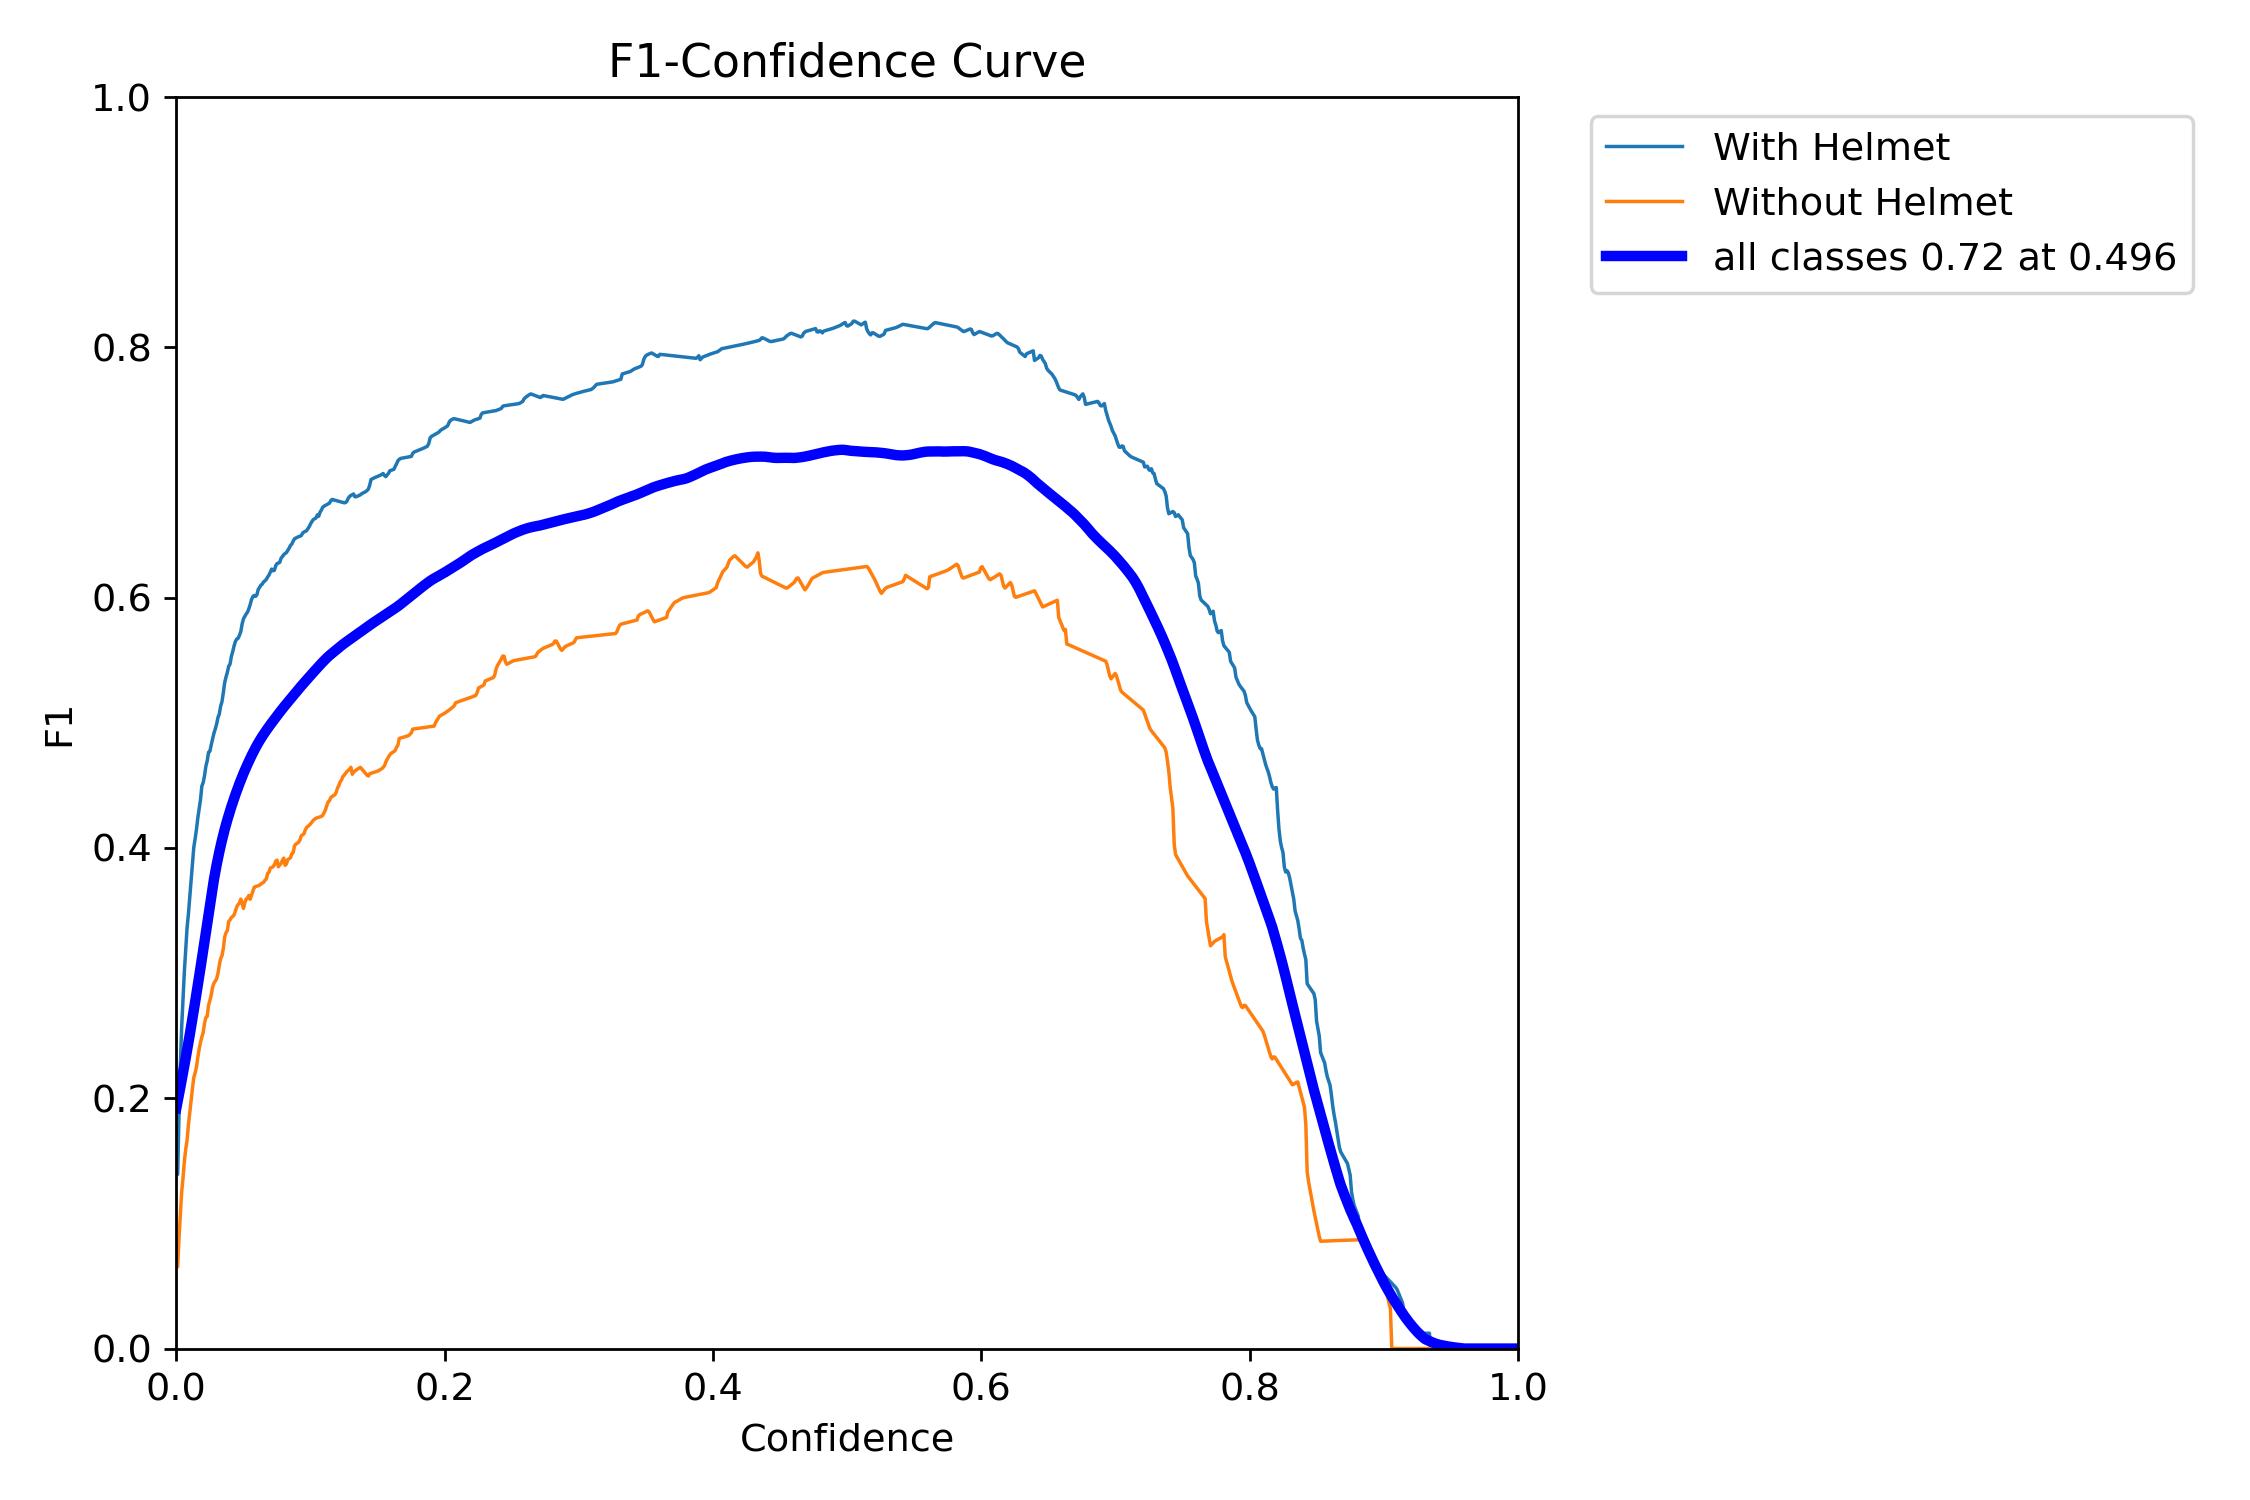 F1-Confidence Curve
1.0
0.8
0.6
0.4
0.2
0.0
F1
0.0 0.2 0.4 0.6 0.8 1.0
Confidence
With Helmet
Without Helmet
all classes 0.72 at 0.496